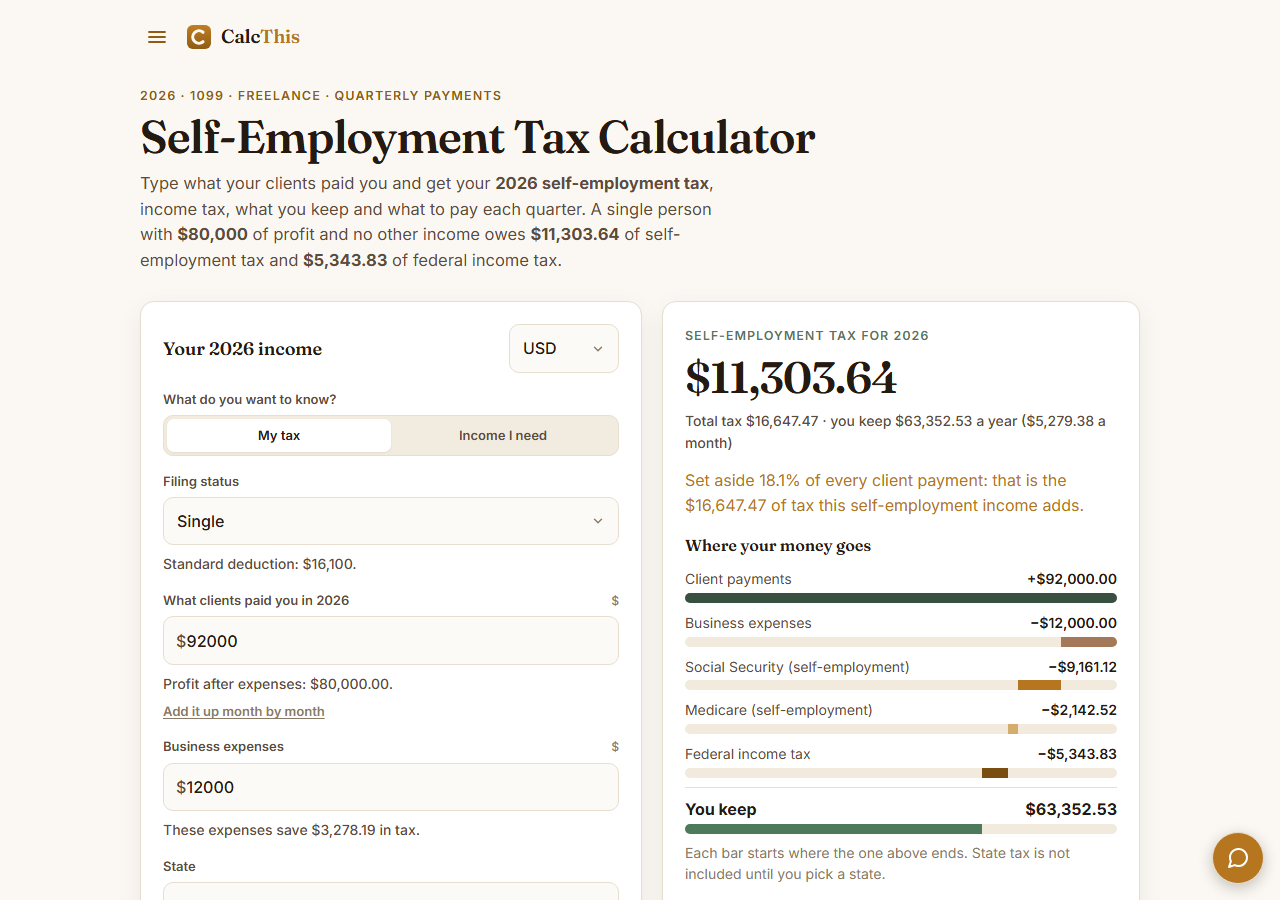 CalcThis
2026 · 1099 · FREELANCE · QUARTERLY PAYMENTS
Self-Employment Tax Calculator
Type what your clients paid you and get your 2026 self-employment tax,
income tax, what you keep and what to pay each quarter. A single person
with $80,000 of profit and no other income owes $11,303.64 of self-
employment tax and $5,343.83 of federal income tax.
Your 2026 income
USD
What do you want to know?
My tax
Income I need
Filing status
Single
Standard deduction: $16,100.
What clients paid you in 2026
$
$92000
Profit after expenses: $80,000.00.
Add it up month by month
Business expenses
$
$12000
These expenses save $3,278.19 in tax.
State
SELF-EMPLOYMENT TAX FOR 2026
$11,303.64
Total tax $16,647.47 · you keep $63,352.53 a year ($5,279.38 a
month)
Set aside 18.1% of every client payment: that is the
$16,647.47 of tax this self-employment income adds.
Where your money goes
Client payments
+$92,000.00
Business expenses
−$12,000.00
Social Security (self-employment)
−$9,161.12
Medicare (self-employment)
−$2,142.52
Federal income tax
−$5,343.83
You keep
$63,352.53
Each bar starts where the one above ends. State tax is not
included until you pick a state.